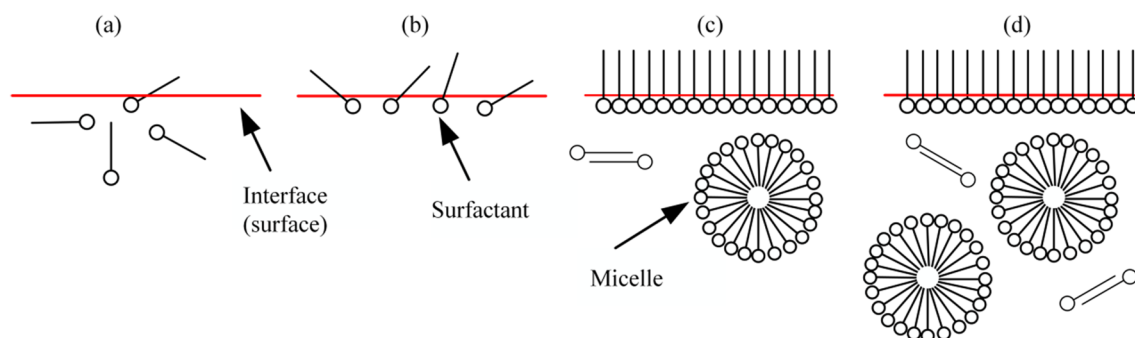 (a)
(b)
(c)
(d)
Interface
(surface)
Surfactant
Micelle